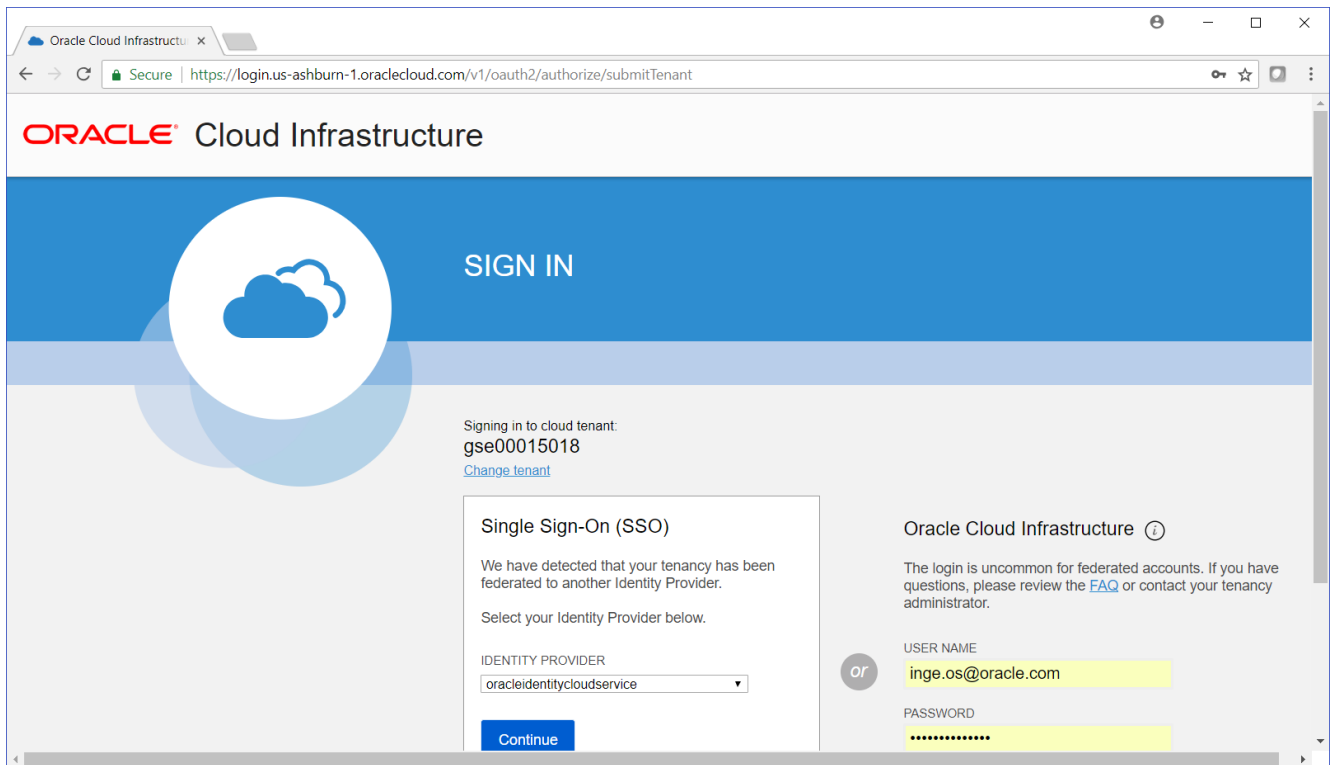 Oracle Cloud Infrastructu
Secure | https://login.us-ashburn-1.oraclecloud.com/v1/oauth2/authorize/submitTenant
ORACLE® Cloud Infrastructure
SIGN IN
Signing in to cloud tenant:
gse00015018
Change tenant
Single Sign-On (SSO)
We have detected that your tenancy has been
federated to another Identity Provider.
Select your Identity Provider below.
IDENTITY PROVIDER
oracleidentitycloudservice
Continue
or
Oracle Cloud Infrastructure i
The login is uncommon for federated accounts. If you have
questions, please review the FAQ or contact your tenancy
administrator.
USER NAME
inge.os@oracle.com
PASSWORD
••••••••••••••